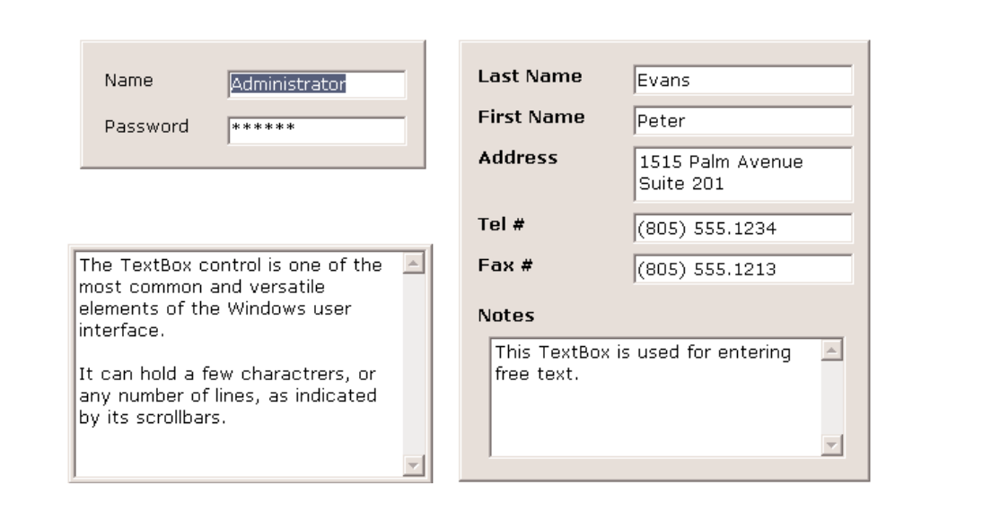 Name Administrator
Password ******
The TextBox control is one of the
most common and versatile
elements of the Windows user
interface.
It can hold a few charactrers, or
any number of lines, as indicated
by its scrollbars.
Last Name Evans
First Name Peter
Address 1515 Palm Avenue
Suite 201
Tel # (805) 555.1234
Fax # (805) 555.1213
Notes
This TextBox is used for entering
free text.